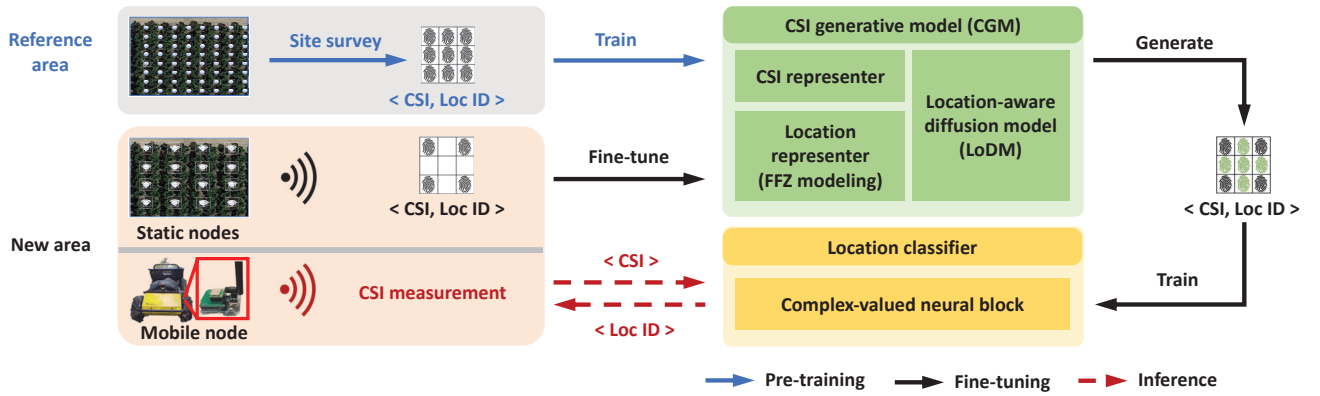 Reference
area
Site survey
< CSI, Loc ID >
Train
CSI generative model (CGM)
CSI representer
Location
representer
(FFZ modeling)
Location-aware
diffusion model
(LoDM)
Generate
< CSI, Loc ID >
New area
Static nodes
< CSI, Loc ID >
Fine-tune
Mobile node
CSI measurement
< CSI >
< Loc ID >
Location classifier
Complex-valued neural block
Train
Pre-training
Fine-tuning
Inference